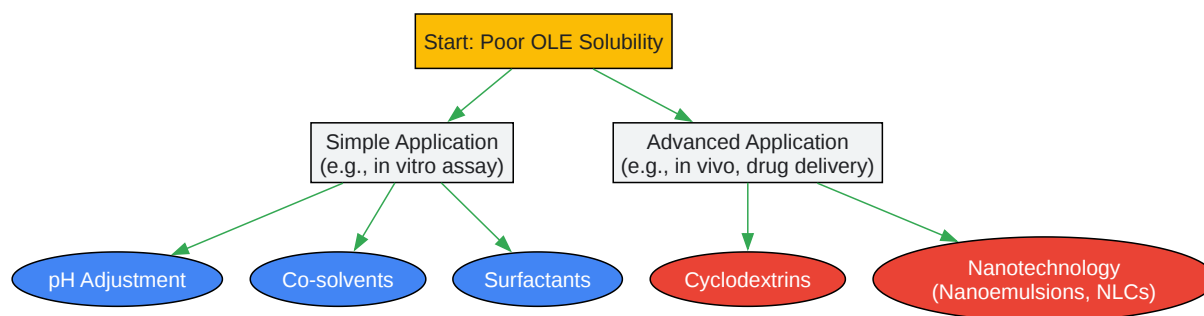 Start: Poor OLE Solubility
Simple Application
(e.g., in vitro assay)
Advanced Application
(e.g., in vivo, drug delivery)
pH Adjustment
Co-solvents
Surfactants
Cyclodextrins
Nanotechnology
(Nanoemulsions, NLCs)